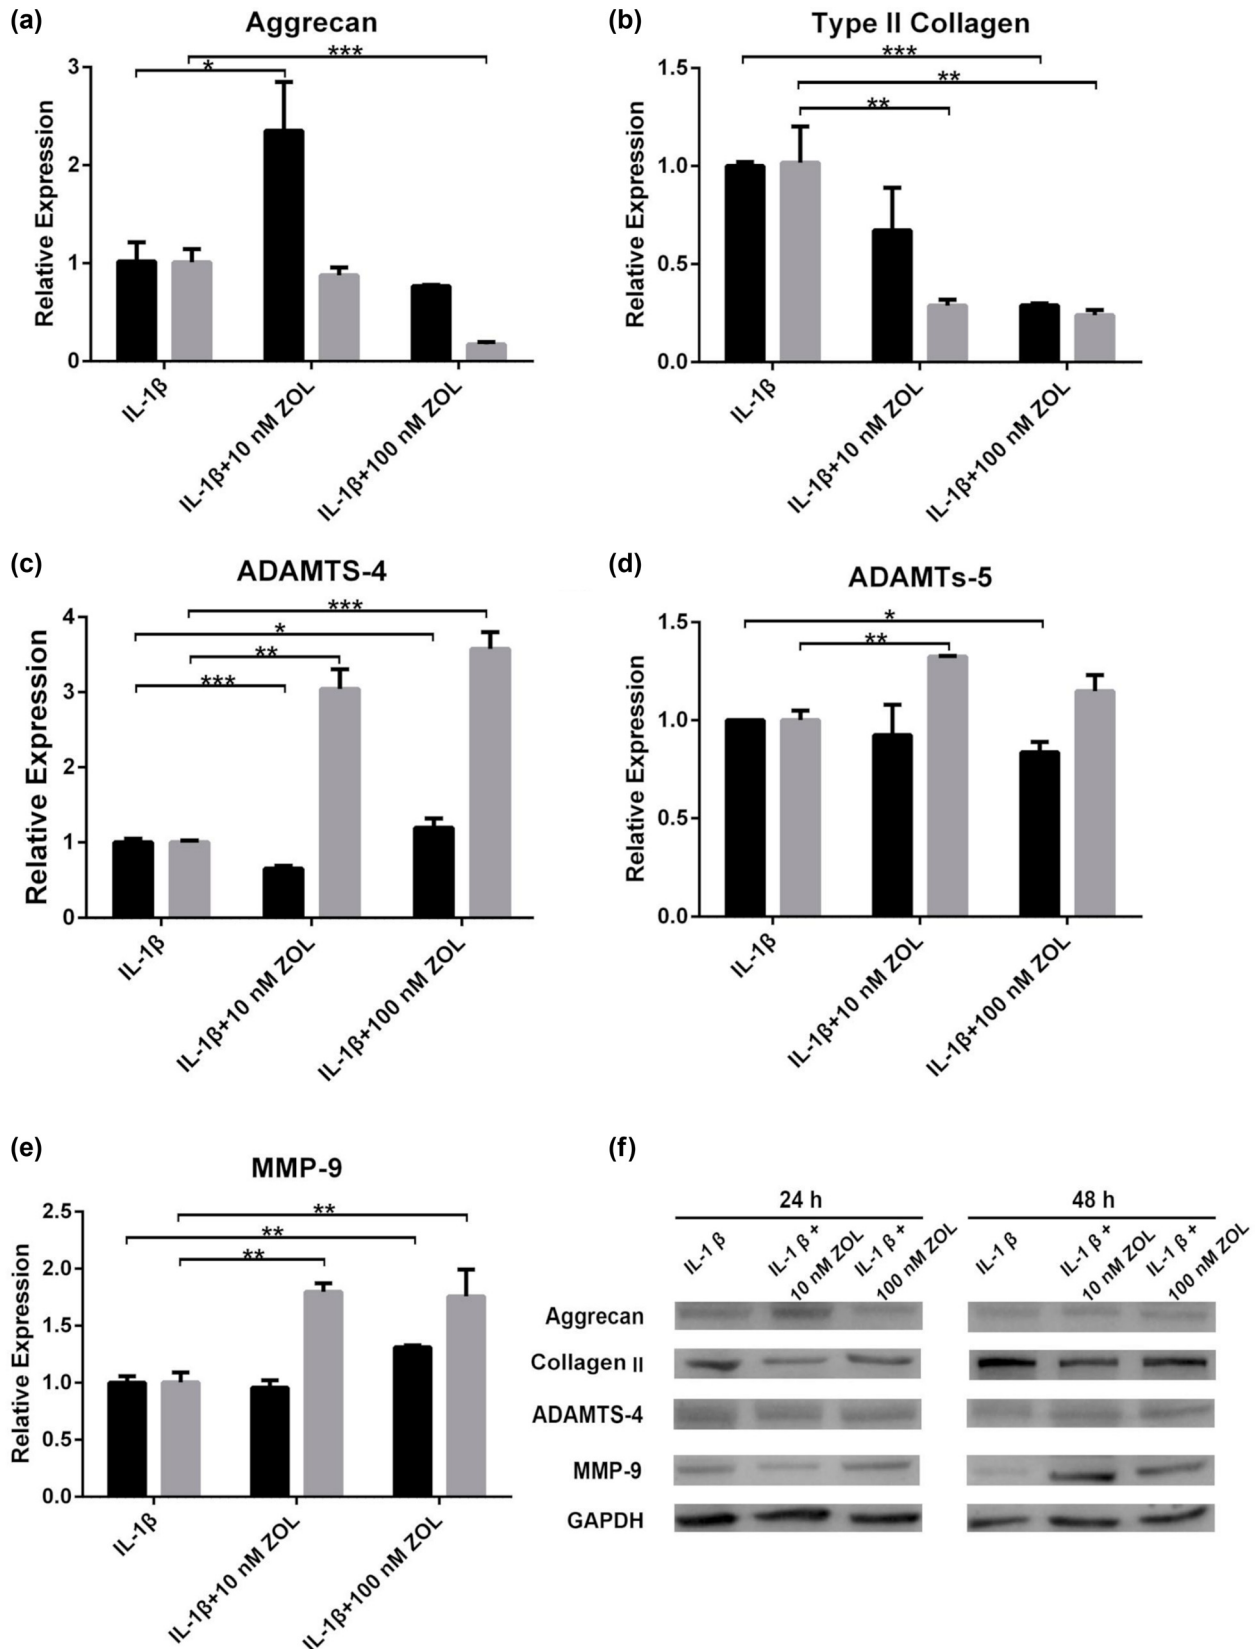 (a)
Aggrecan
***
*
Relative Expression
3
2
1
0
IL-1β
IL-1β+10 nM ZOL
IL-1β+100 nM ZOL
(b)
Type II Collagen
***
**
**
Relative Expression
1.5
1.0
0.5
0.0
IL-1β
IL-1β+10 nM ZOL
IL-1β+100 nM ZOL
(c)
ADAMTS-4
***
*
**
***
Relative Expression
4
3
2
1
0
IL-1β
IL-1β+10 nM ZOL
IL-1β+100 nM ZOL
(d)
ADAMTs-5
*
**
Relative Expression
1.5
1.0
0.5
0.0
IL-1β
IL-1β+10 nM ZOL
IL-1β+100 nM ZOL
(e)
MMP-9
**
**
**
Relative Expression
2.5
2.0
1.5
1.0
0.5
0.0
IL-1β
IL-1β+10 nM ZOL
IL-1β+100 nM ZOL
(f)
24 h
48 h
IL-1 β
IL-1 β +
10 nM ZOL
IL-1 β +
100 nM ZOL
IL-1 β
IL-1 β +
10 nM ZOL
IL-1 β +
100 nM ZOL
Aggrecan
Collagen II
ADAMTS-4
MMP-9
GAPDH